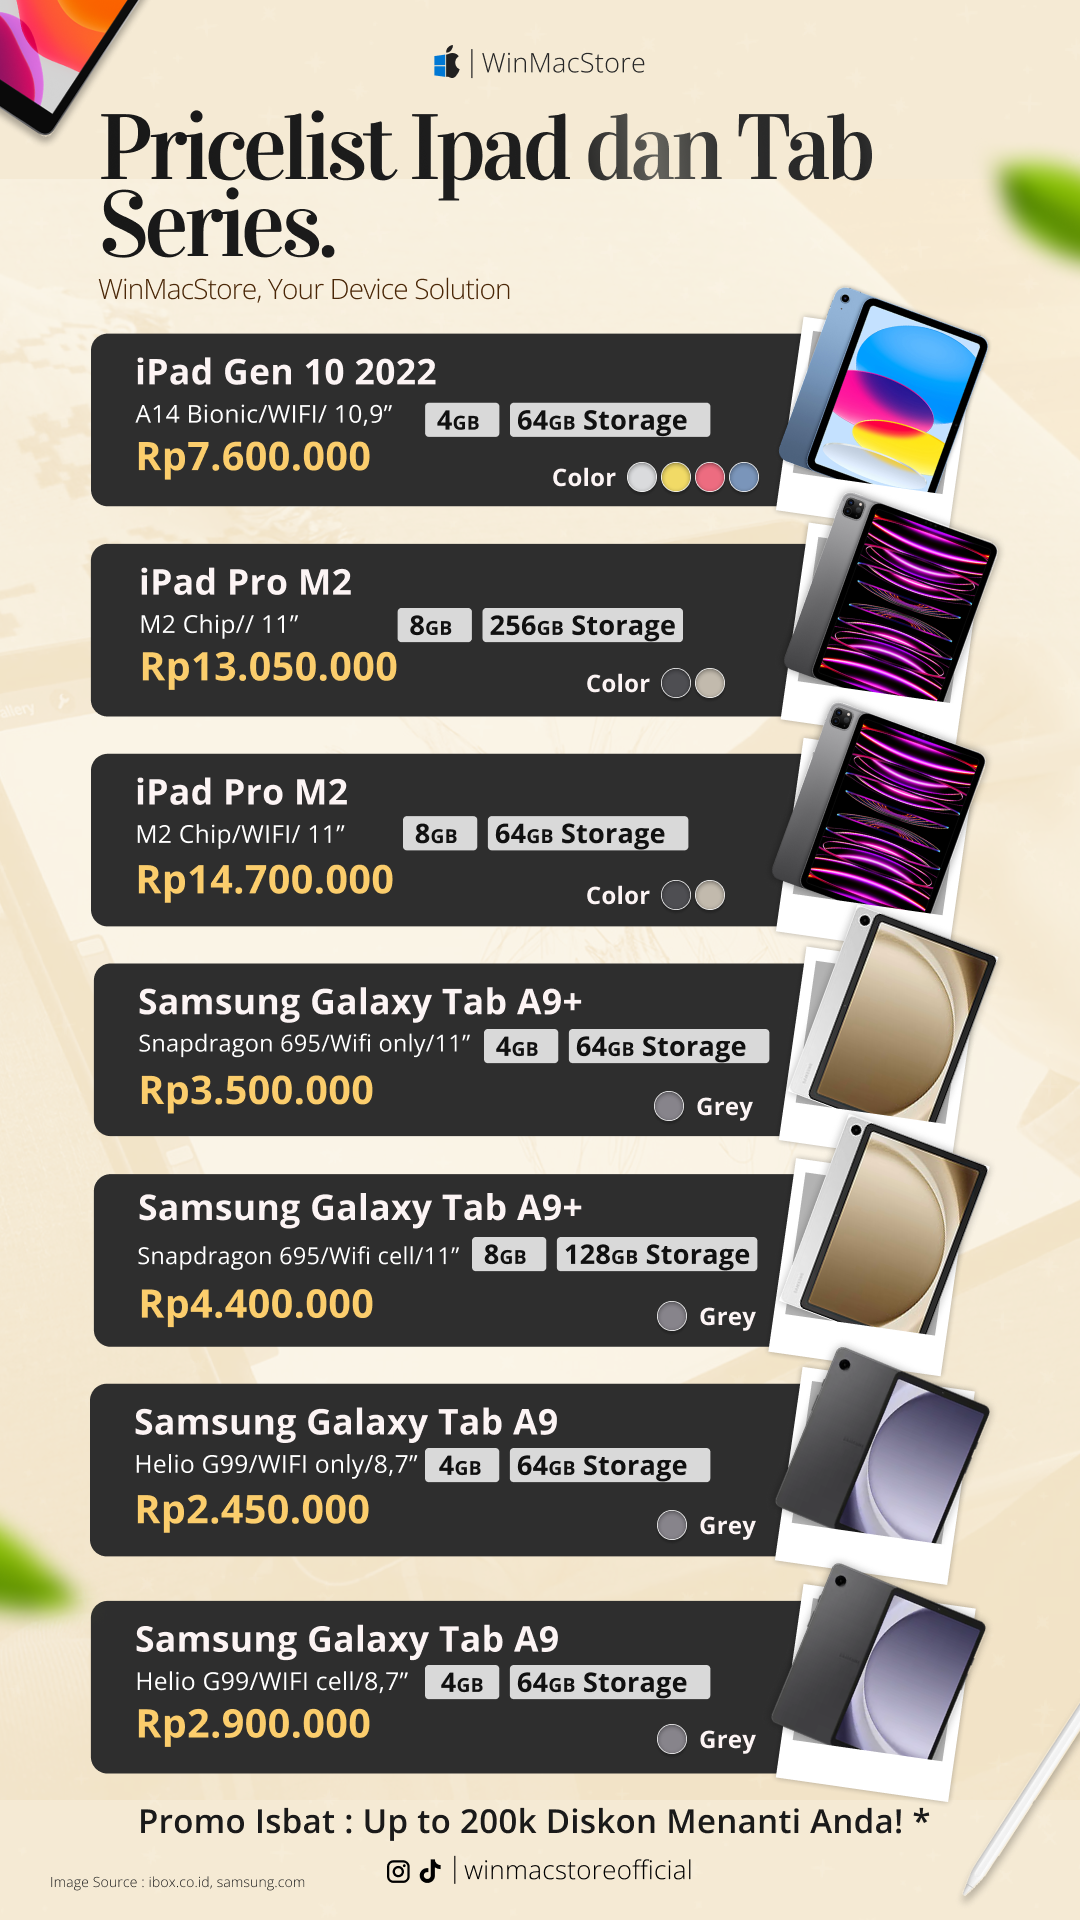 WinMacStore
Pricelist Ipad dan Tab
Series.
WinMacStore, Your Device Solution
iPad Gen 10 2022
A14 Bionic/WIFI/ 10,9” 4GB 64GB Storage
Rp7.600.000
Color
iPad Pro M2
M2 Chip// 11” 8GB 256GB Storage
Rp13.050.000
Color
iPad Pro M2
M2 Chip/WIFI/ 11” 8GB 64GB Storage
Rp14.700.000
Color
Samsung Galaxy Tab A9+
Snapdragon 695/Wifi only/11” 4GB 64GB Storage
Rp3.500.000
Grey
Samsung Galaxy Tab A9+
Snapdragon 695/Wifi cell/11” 8GB 128GB Storage
Rp4.400.000
Grey
Samsung Galaxy Tab A9
Helio G99/WIFI only/8,7” 4GB 64GB Storage
Rp2.450.000
Grey
Samsung Galaxy Tab A9
Helio G99/WIFI cell/8,7” 4GB 64GB Storage
Rp2.900.000
Grey
Promo Isbat : Up to 200k Diskon Menanti Anda! *
winmacstoreofficial
Image Source : ibox.co.id, samsung.com